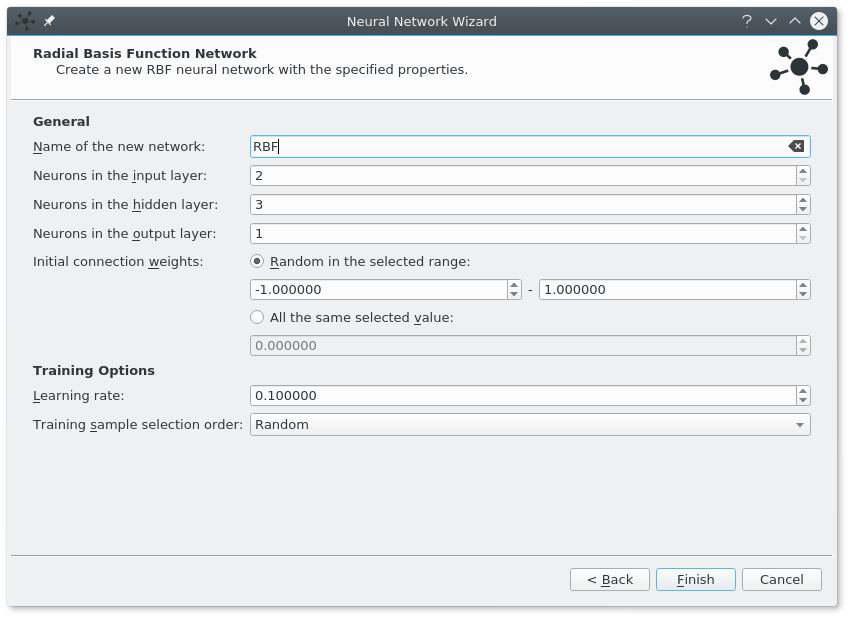 Neural Network Wizard
Radial Basis Function Network
Create a new RBF neural network with the specified properties.
General
Name of the new network: RBF
Neurons in the input layer: 2
Neurons in the hidden layer: 3
Neurons in the output layer: 1
Initial connection weights: Random in the selected range:
-1.000000 - 1.000000
All the same selected value:
0.000000
Training Options
Learning rate: 0.100000
Training sample selection order: Random
< Back Finish Cancel